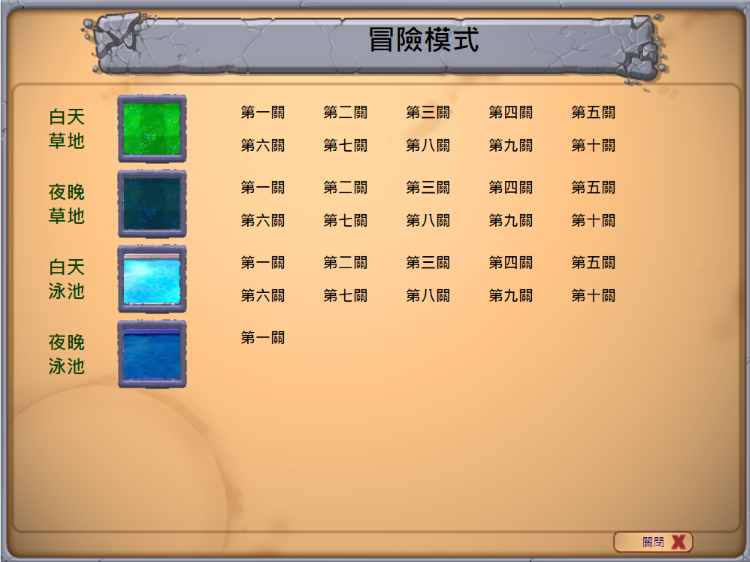 冒險模式
白天
草地
第一關 第二關 第三關 第四關 第五關
第六關 第七關 第八關 第九關 第十關
夜晚
草地
第一關 第二關 第三關 第四關 第五關
第六關 第七關 第八關 第九關 第十關
白天
泳池
第一關 第二關 第三關 第四關 第五關
第六關 第七關 第八關 第九關 第十關
夜晚
泳池
第一關
關閉